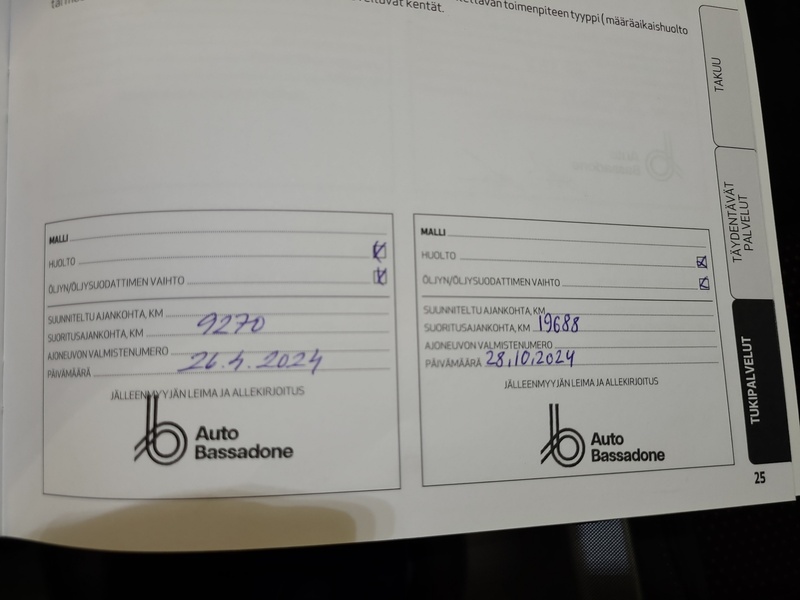 toimenpiteen tyyppi ( määräaikaishuolto
kentät.
MALLI
HUOLTO
ÖLJYN/ÖLJYSUODATTIMEN VAIHTO
SUUNNITELTU AJANKOHTA, KM
SUORITUSAJANKOHTA, KM 9270
AJONEUVON VALMISTENUMERO
PÄIVÄMÄÄRÄ 26.4.2024
JÄLLEENMYYJÄN LEIMA JA ALLEKIRJOITUS
Auto
Bassadone
MALLI
HUOLTO
ÖLJYN/ÖLJYSUODATTIMEN VAIHTO
SUUNNITELTU AJANKOHTA, KM
SUORITUSAJANKOHTA, KM 19688
AJONEUVON VALMISTENUMERO
PÄIVÄMÄÄRÄ 28,10,2024
JÄLLEENMYYJÄN LEIMA JA ALLEKIRJOITUS
Auto
Bassadone
TAKUU
TÄYDENTÄVÄT
PALVELUT
TUKIPALVELUT
25